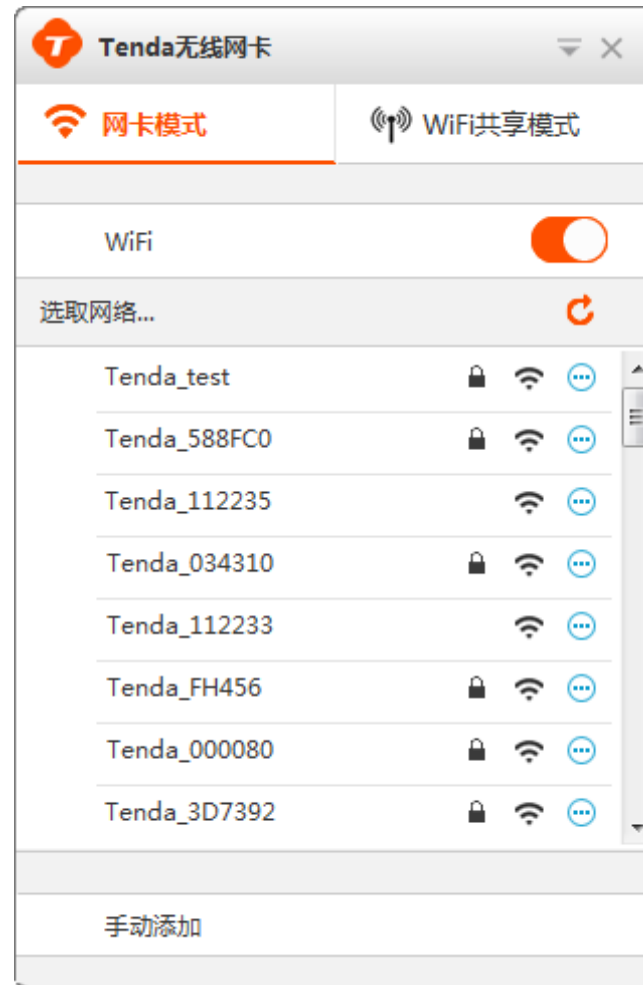 Tenda无线网卡
网卡模式 WiFi共享模式
WiFi
选取网络...
Tenda_test
Tenda_588FC0
Tenda_112235
Tenda_034310
Tenda_112233
Tenda_FH456
Tenda_000080
Tenda_3D7392
手动添加